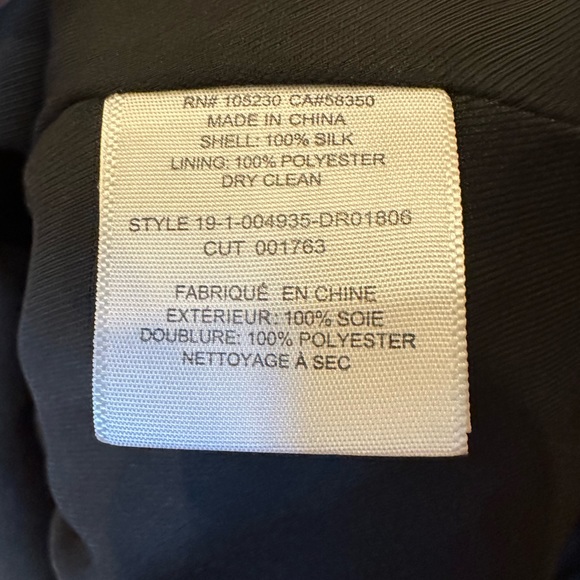 RN# 105230 CA#58350
MADE IN CHINA
SHELL: 100% SILK
LINING: 100% POLYESTER
DRY CLEAN
STYLE 19-1-004935-DR01806
CUT 001763
FABRIQUÉ EN CHINE
EXTÉRIEUR: 100% SOIE
DOUBLURE: 100% POLYESTER
NETTOYAGE À SEC